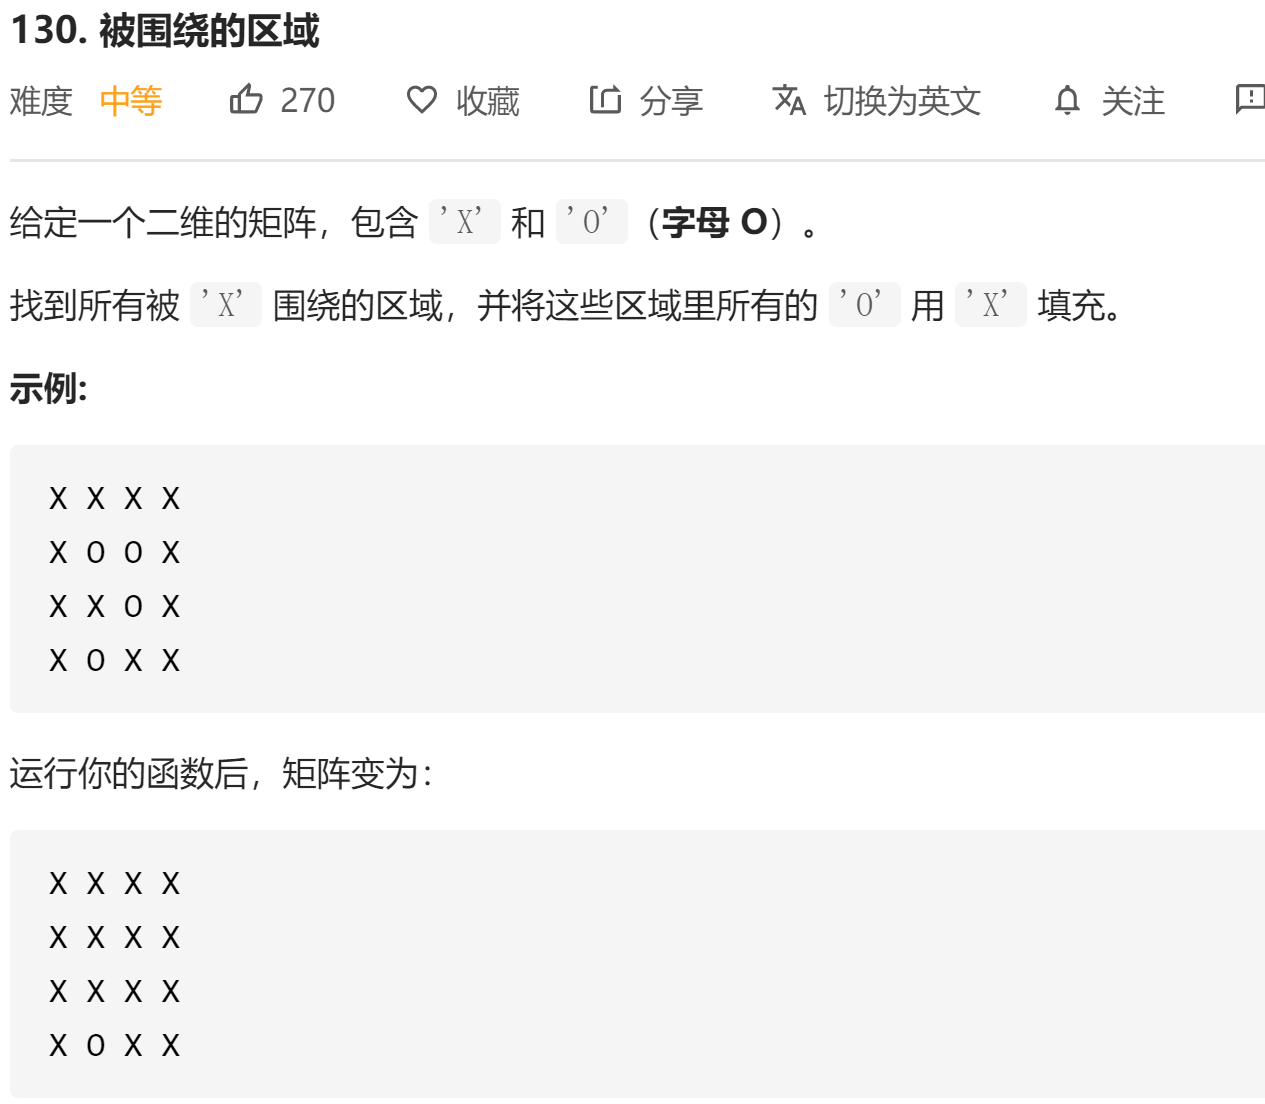 130. 被围绕的区域
难度 中等 270 收藏 分享 切换为英文 关注
给定一个二维的矩阵，包含 'X' 和 'O'（字母 O）。
找到所有被 'X' 围绕的区域，并将这些区域里所有的 'O' 用 'X' 填充。
示例:
X X X X
X O O X
X X O X
X O X X
运行你的函数后，矩阵变为：
X X X X
X X X X
X X X X
X O X X